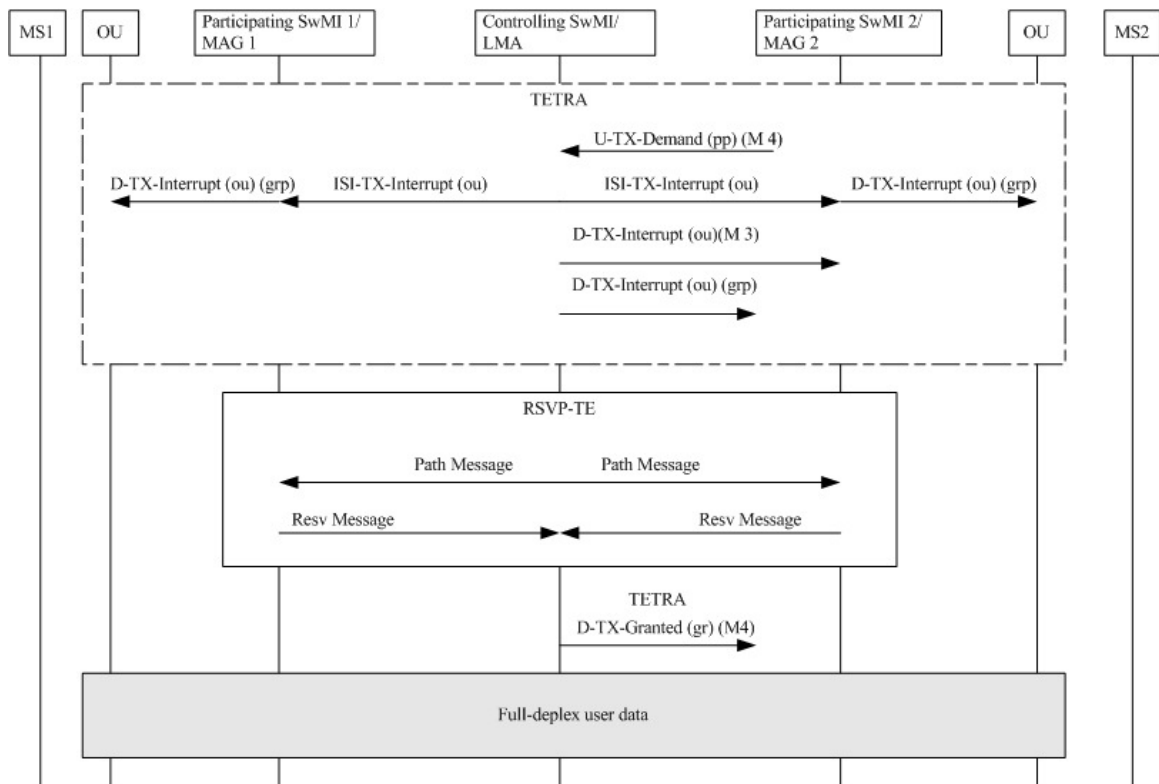 MS1
OU
Participating SwMI 1/
MAG 1
Controlling SwMI/
LMA
Participating SwMI 2/
MAG 2
OU
MS2
TETRA
U-TX-Demand (pp) (M 4)
D-TX-Interrupt (ou) (grp)
ISI-TX-Interrupt (ou)
ISI-TX-Interrupt (ou)
D-TX-Interrupt (ou) (grp)
D-TX-Interrupt (ou)(M 3)
D-TX-Interrupt (ou) (grp)
RSVP-TE
Path Message
Path Message
Resv Message
Resv Message
TETRA
D-TX-Granted (gr) (M4)
Full-deplex user data